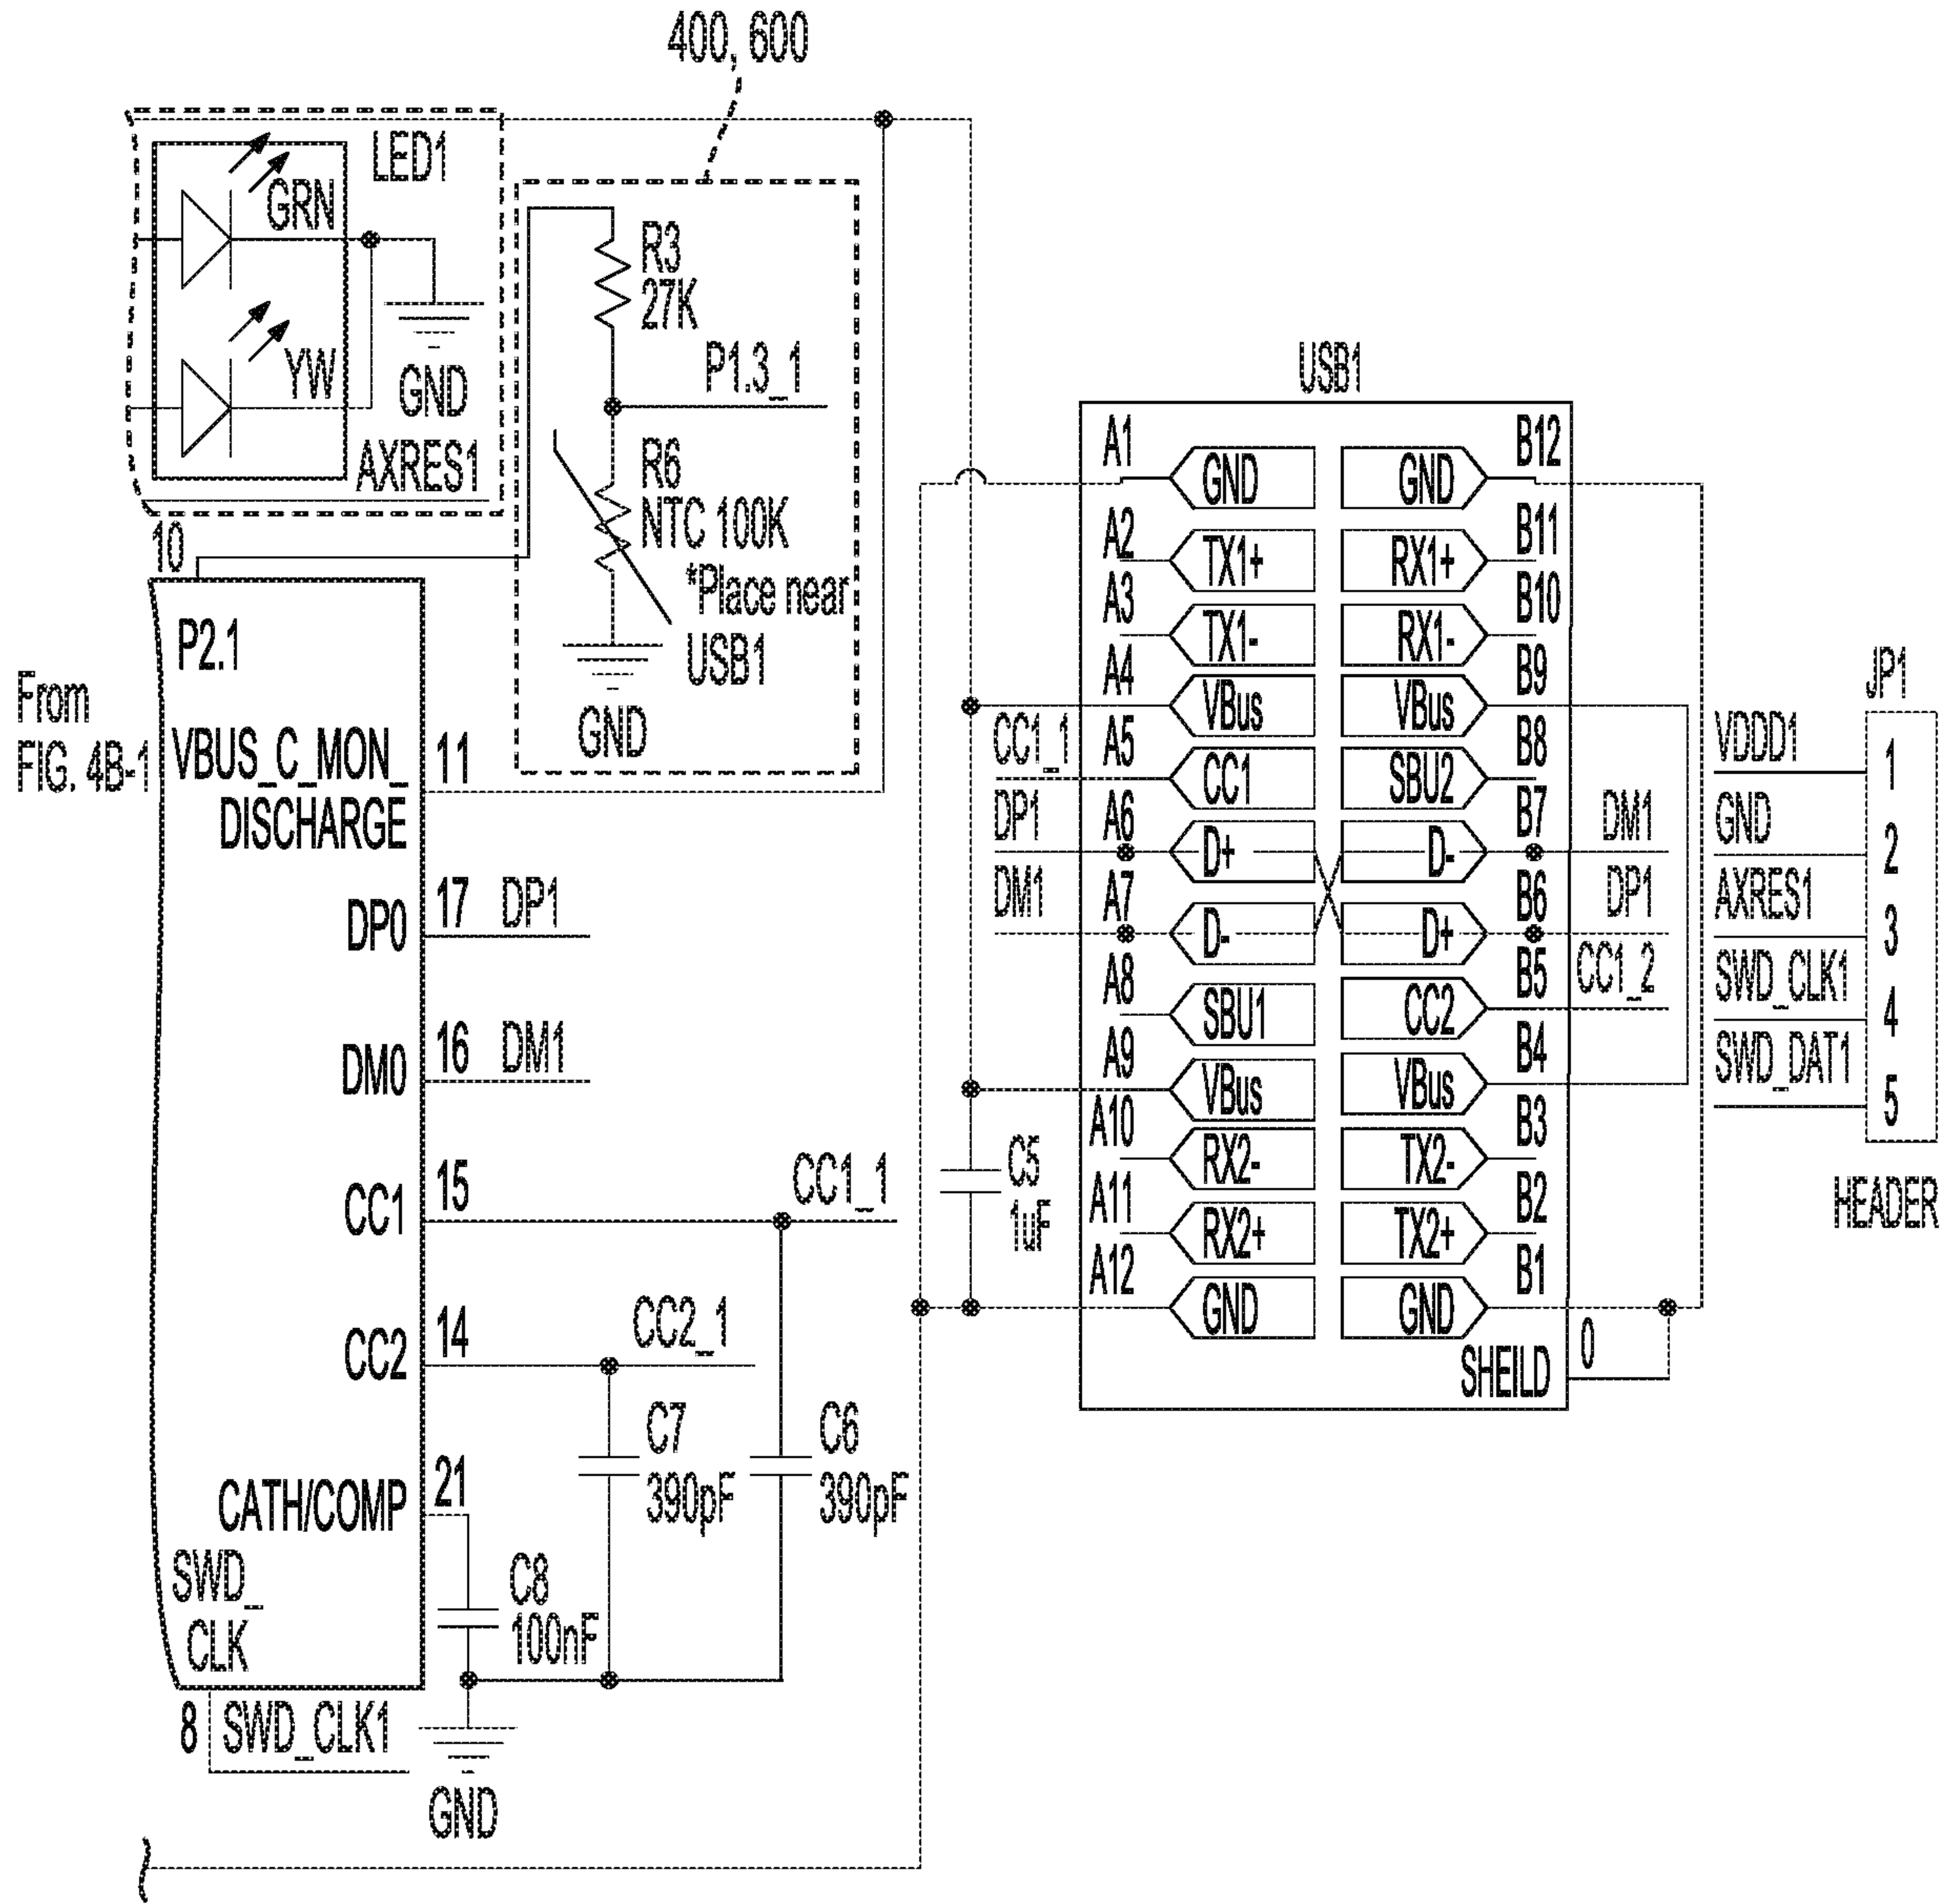 400, 600
LED1
GRN
YW
GND
AXRES1
R3
27K
P1.3_1
R6
NTC 100K
*Place near
USB1
GND
10
P2.1
From
FIG. 4B-1
VBUS_C_MON_
DISCHARGE
11
DP0
17
DP1
DM0
16
DM1
CC1
15
CC1_1
CC2
14
CC2_1
C7
390pF
C6
390pF
CATH/COMP
21
C8
100nF
SWD_
CLK
8
SWD_CLK1
GND
USB1
A1
GND
GND
B12
A2
TX1+
RX1+
B11
A3
TX1-
RX1-
B10
A4
VBus
VBus
B9
CC1_1
A5
CC1
SBU2
B8
DP1
A6
D+
D-
B7
DM1
DM1
A7
D-
D+
B6
DP1
A8
SBU1
CC2
B5
CC1_2
A9
VBus
VBus
B4
A10
RX2-
TX2-
B3
A11
RX2+
TX2+
B2
A12
GND
GND
B1
C5
1uF
SHEILD
0
JP1
VDDD1
1
GND
2
AXRES1
3
SWD_CLK1
4
SWD_DAT1
5
HEADER